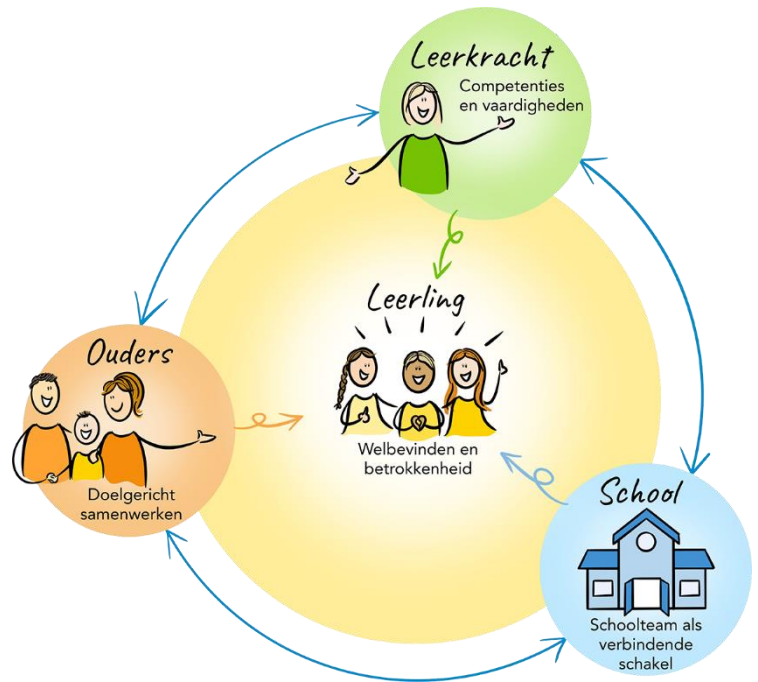 Leerkracht
Competenties
en vaardigheden
Leerling
Welbevinden en
betrokkenheid
Ouders
Doelgericht
samenwerken
School
Schoolteam als
verbindende
schakel